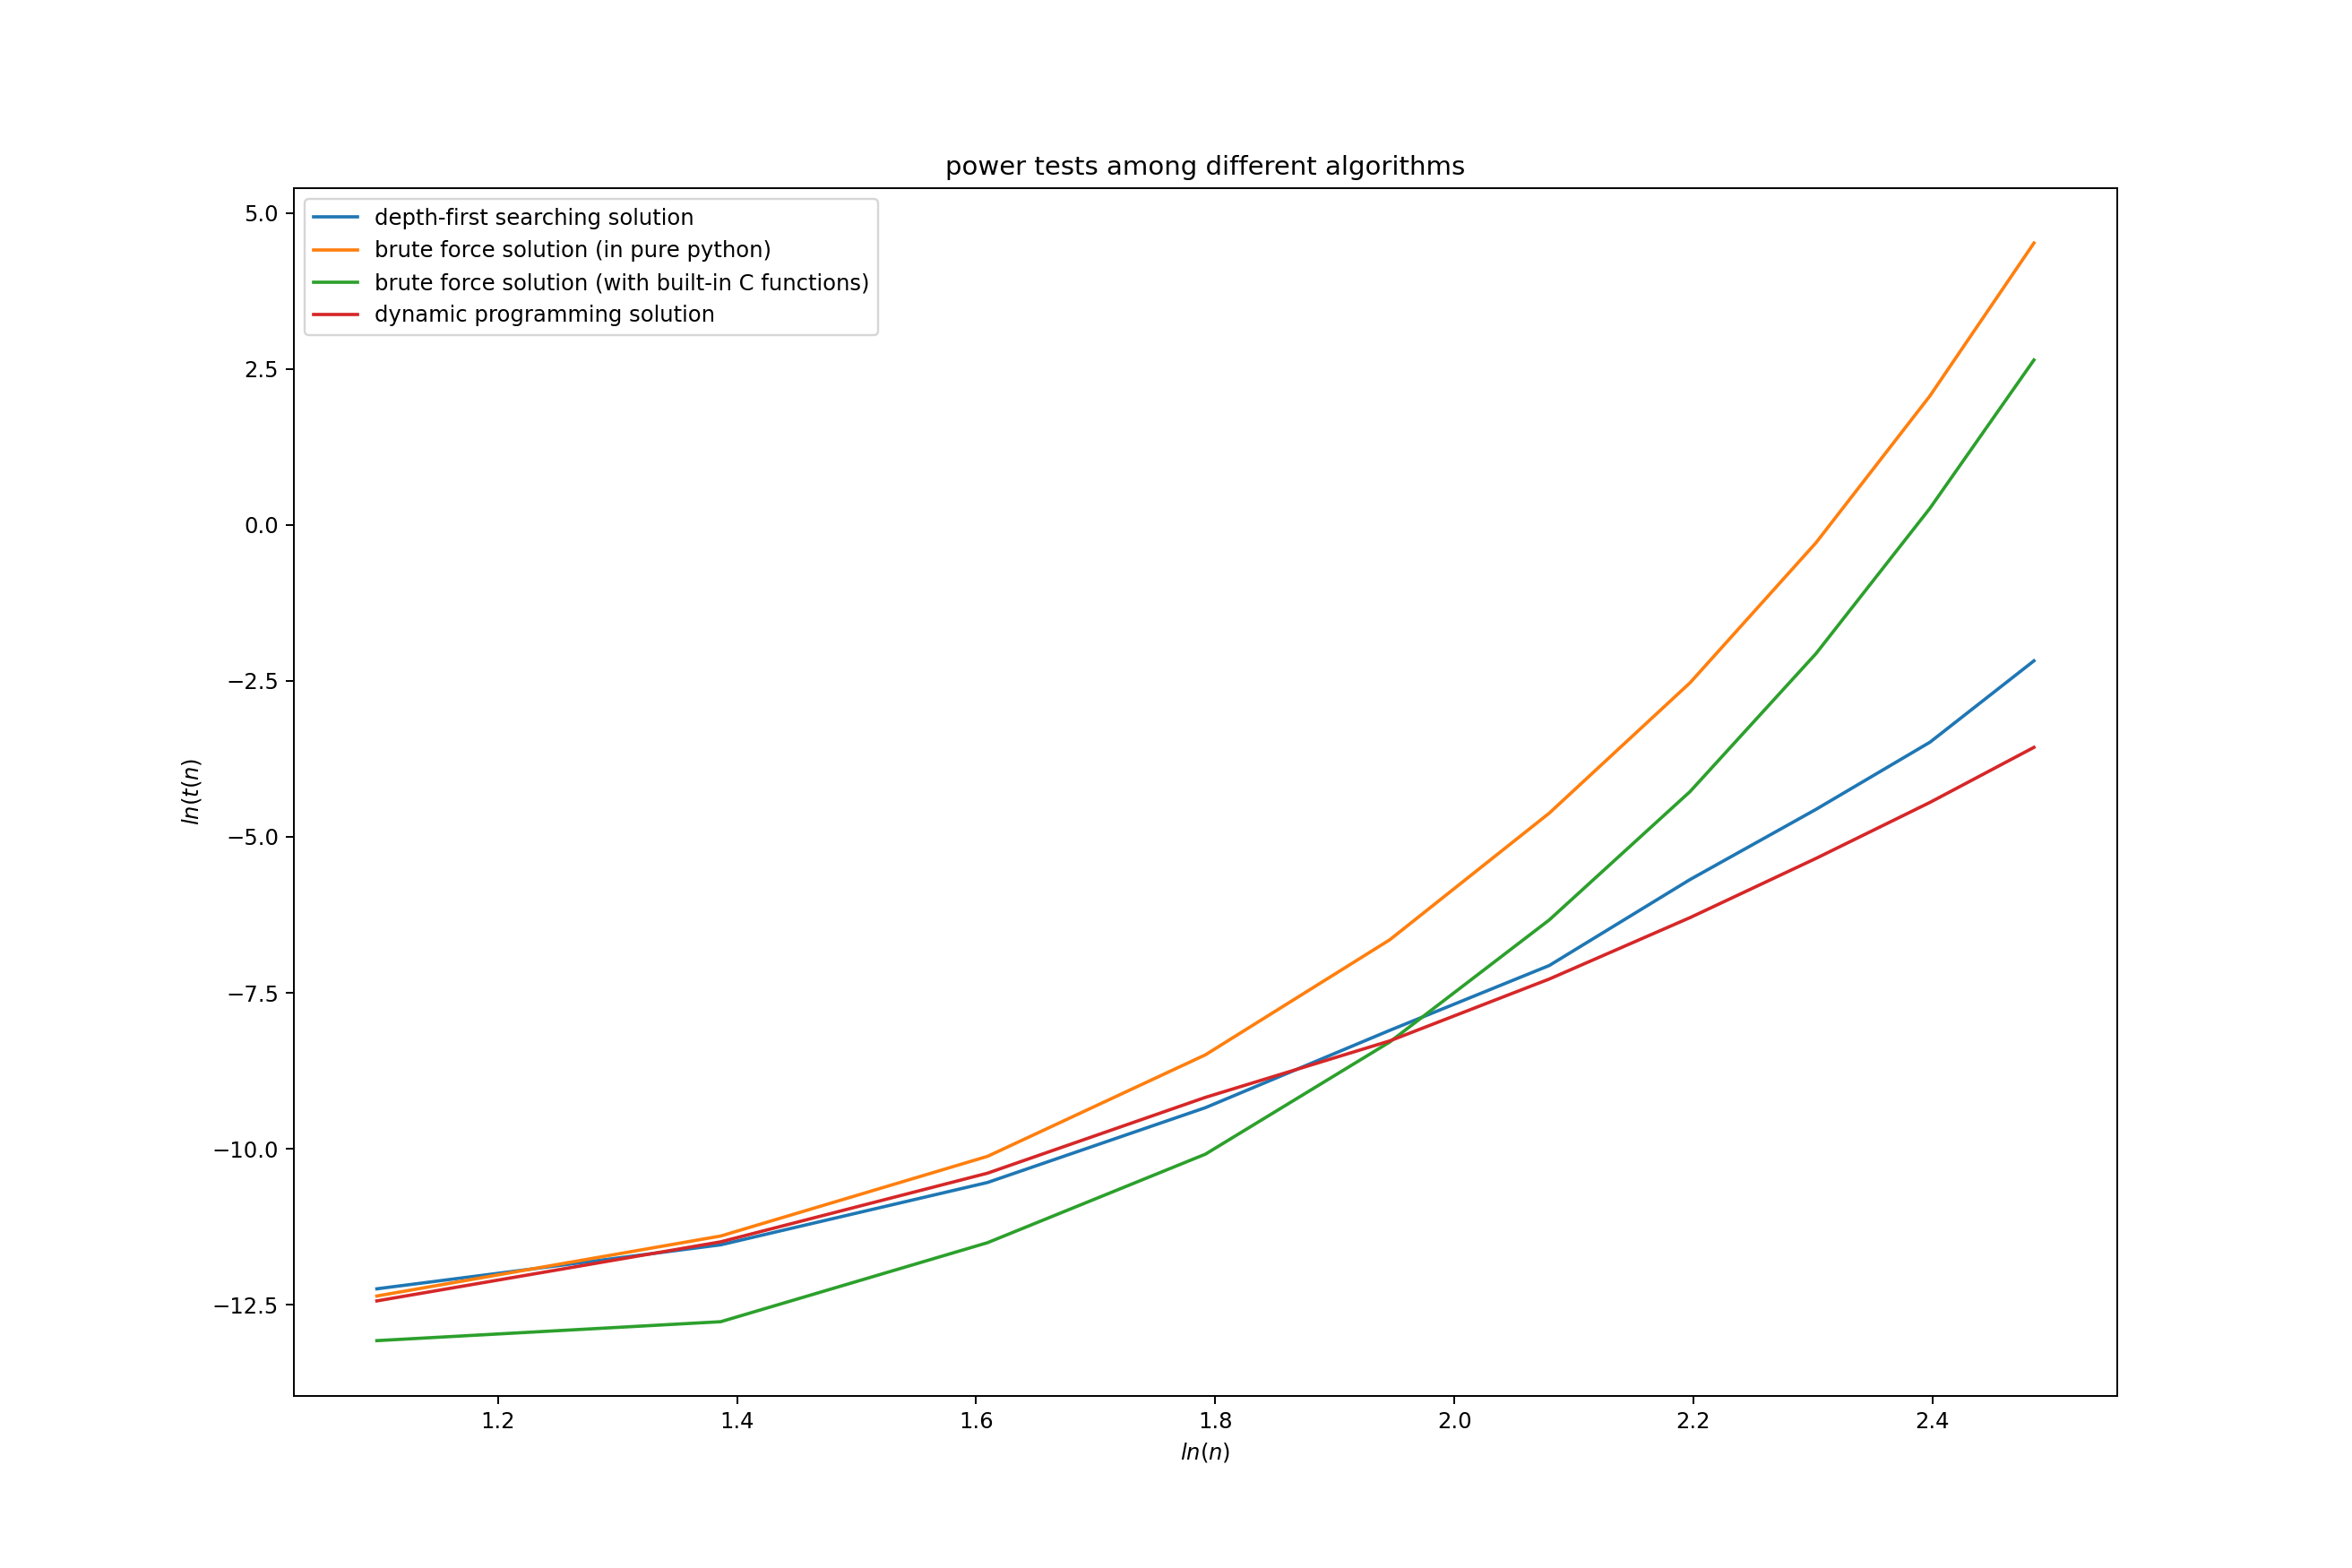 power tests among different algorithms
depth-first searching solution
brute force solution (in pure python)
brute force solution (with built-in C functions)
dynamic programming solution
5.0
2.5
0.0
−2.5
−5.0
−7.5
−10.0
−12.5
ln(t(n)
1.2 1.4 1.6 1.8 2.0 2.2 2.4
ln(n)